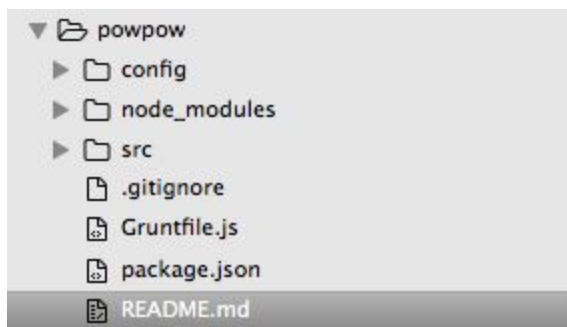 powpow
config
node_modules
src
.gitignore
Gruntfile.js
package.json
README.md